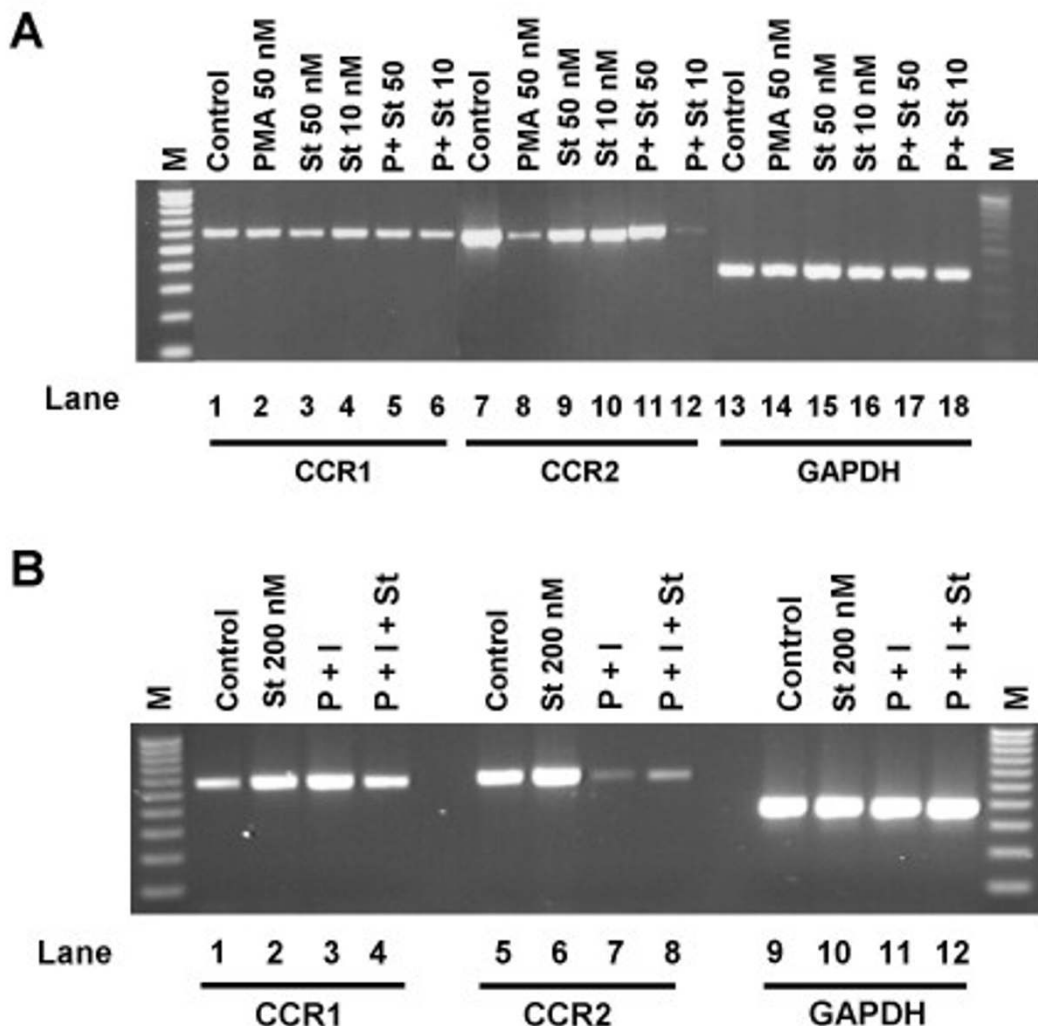 A
M Control PMA 50 nM St 50 nM St 10 nM P+ St 50 P+ St 10 Control PMA 50 nM St 50 nM St 10 nM P+ St 50 P+ St 10 Control PMA 50 nM St 50 nM St 10 nM P+ St 50 P+ St 10 M
Lane 1 2 3 4 5 6 7 8 9 10 11 12 13 14 15 16 17 18
CCR1 CCR2 GAPDH
B
M Control St 200 nM P + I P + I + St Control St 200 nM P + I P + I + St Control St 200 nM P + I P + I + St M
Lane 1 2 3 4 5 6 7 8 9 10 11 12
CCR1 CCR2 GAPDH